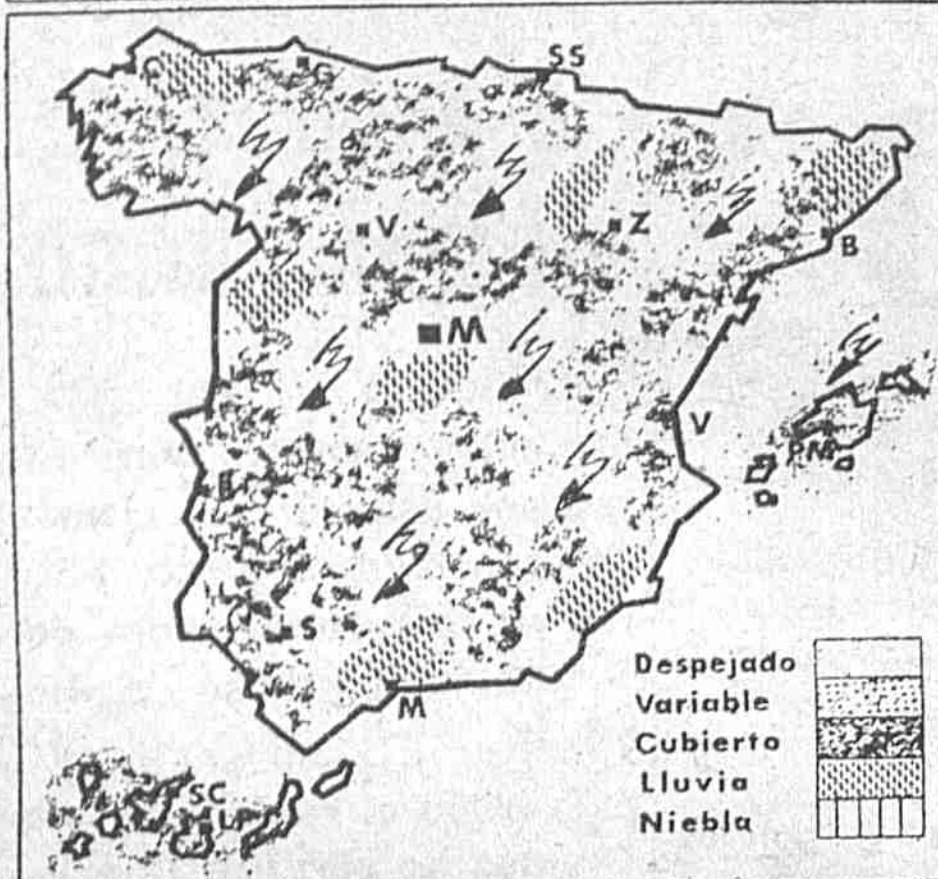 C
G
SS
V
Z
B
M
V
PM
S
M
SC
LP
Despejado
Variable
Cubierto
Lluvia
Niebla